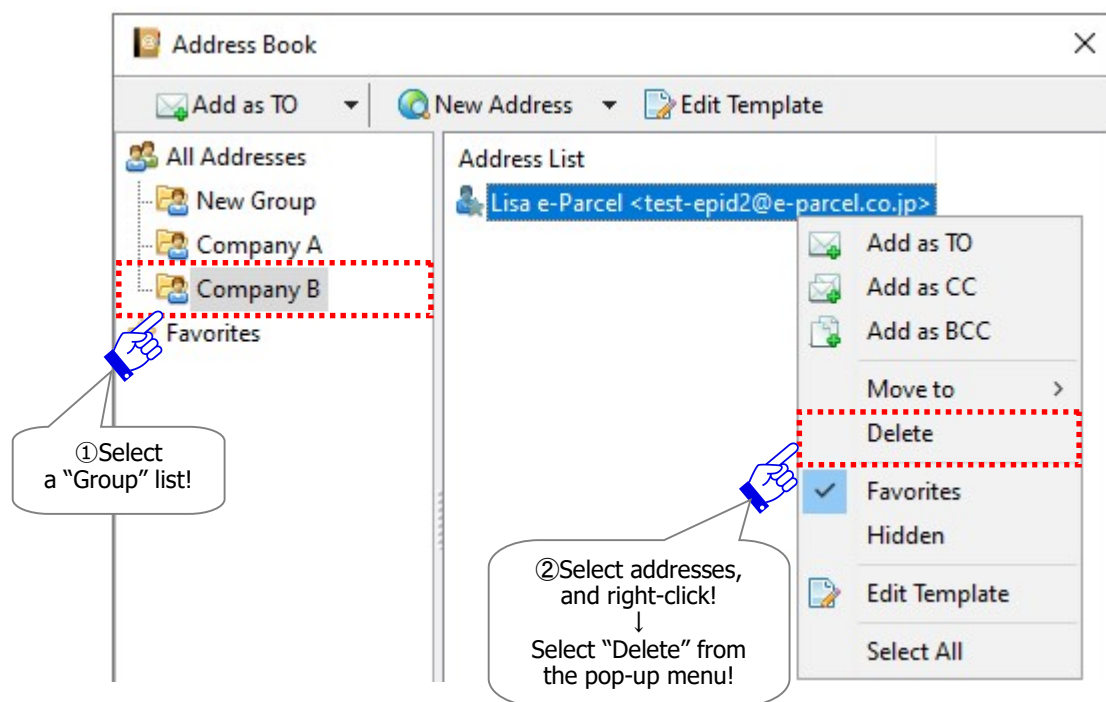 Address Book
Add as TO
New Address
Edit Template
All Addresses
New Group
Company A
Company B
Favorites
Address List
Lisa e-Parcel <test-epid2@e-parcel.co.jp>
Add as TO
Add as CC
Add as BCC
Move to
Delete
Favorites
Hidden
Edit Template
Select All
①Select
a “Group” list!
②Select addresses,
and right-click!
↓
Select “Delete” from
the pop-up menu!